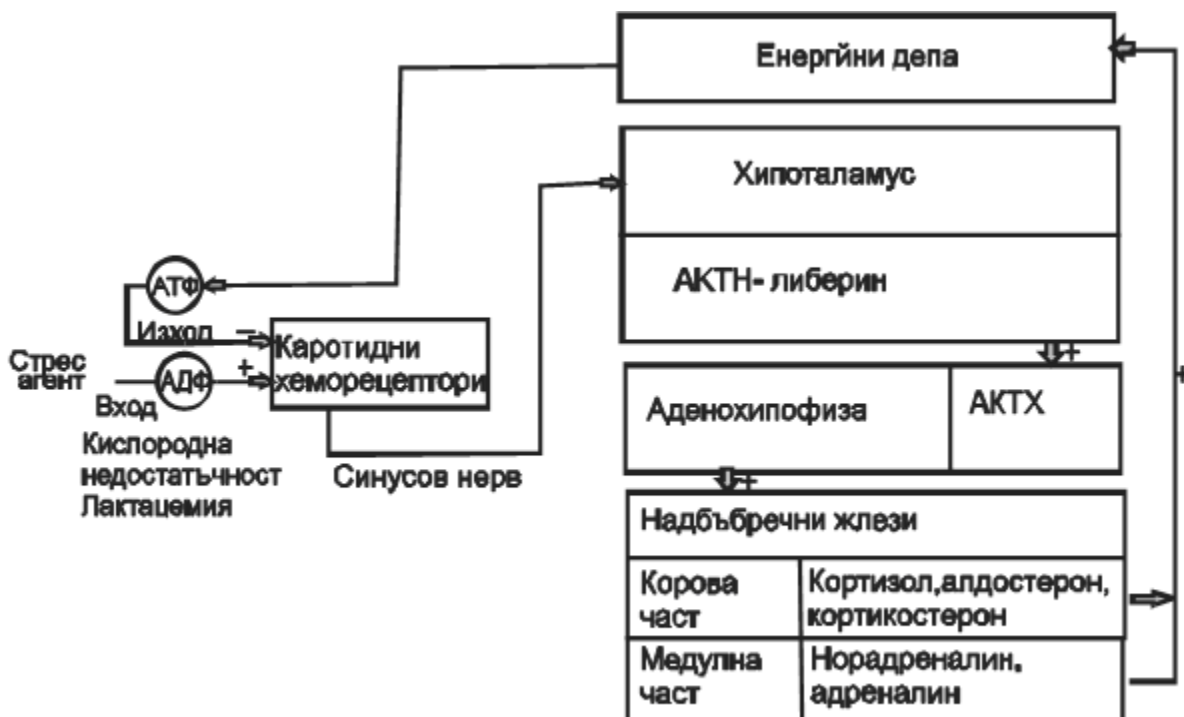 Енергйни депа
Хипоталамус
АКТН- либерин
АТФ
Изход
–
Каротидни
хеморецептори
Стрес
агент
АДФ
+
Вход
Кислородна
недостатъчност
Лактацемия
Синусов нерв
+
Аденохипофиза
АКТХ
+
+
Надбъбречни жлези
Корова
част
Кортизол,алдостерон,
кортикостерон
Медулна
част
Норадреналин,
адреналин